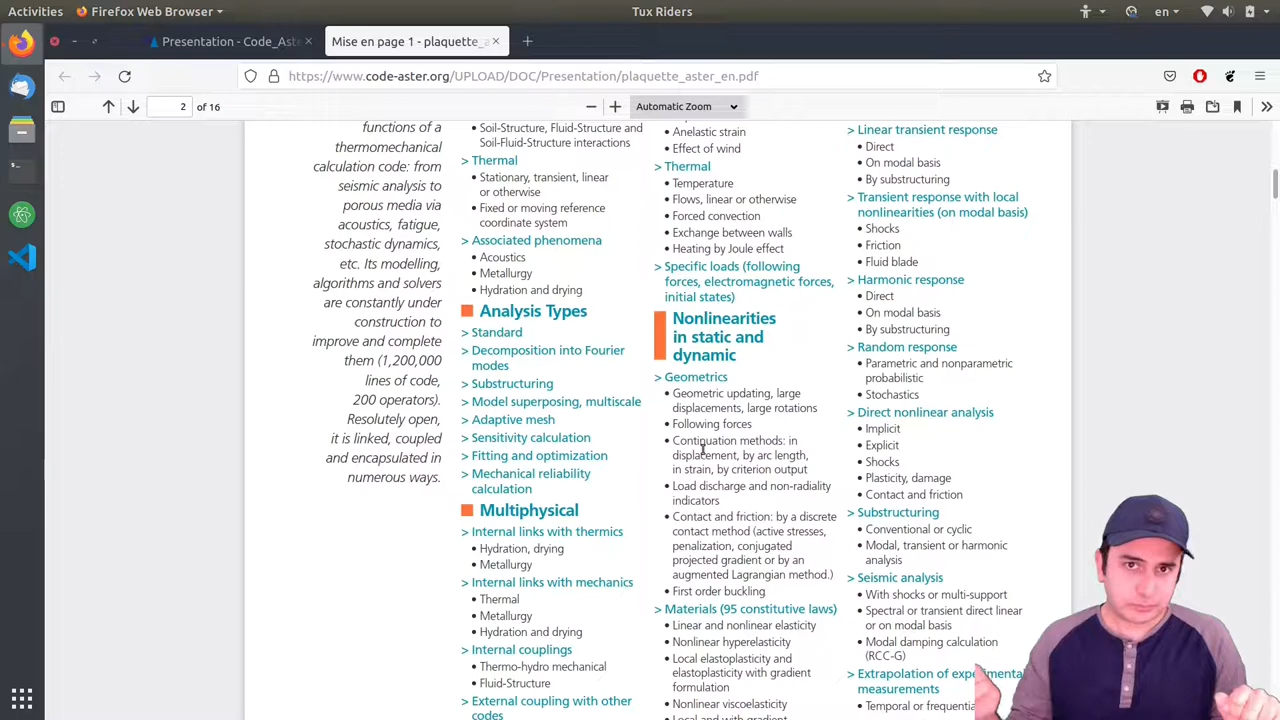 Activities
Firefox Web Browser
Tux Riders
en
Presentation - Code_Aste
Mise en page 1 - plaquette_a
https://www.code-aster.org/UPLOAD/DOC/Presentation/plaquette_aster_en.pdf
2
of 16
Automatic Zoom
functions of a
thermomechanical
calculation code: from
seismic analysis to
porous media via
acoustics, fatigue,
stochastic dynamics,
etc. Its modelling,
algorithms and solvers
are constantly under
construction to
improve and complete
them (1,200,000
lines of code,
200 operators).
Resolutely open,
it is linked, coupled
and encapsulated in
numerous ways.
• Soil-Structure, Fluid-Structure and
Soil-Fluid-Structure interactions
> Thermal
• Stationary, transient, linear
or otherwise
• Fixed or moving reference
coordinate system
> Associated phenomena
• Acoustics
• Metallurgy
• Hydration and drying
Analysis Types
> Standard
> Decomposition into Fourier
modes
> Substructuring
> Model superposing, multiscale
> Adaptive mesh
> Sensitivity calculation
> Fitting and optimization
> Mechanical reliability
calculation
Multiphysical
> Internal links with thermics
• Hydration, drying
• Metallurgy
> Internal links with mechanics
• Thermal
• Metallurgy
• Hydration and drying
> Internal couplings
• Thermo-hydro mechanical
• Fluid-Structure
> External coupling with other
codes
• Anelastic strain
• Effect of wind
> Thermal
• Temperature
• Flows, linear or otherwise
• Forced convection
• Exchange between walls
• Heating by Joule effect
> Specific loads (following
forces, electromagnetic forces,
initial states)
Nonlinearities
in static and
dynamic
> Geometrics
• Geometric updating, large
displacements, large rotations
• Following forces
• Continuation methods: in
displacement, by arc length,
in strain, by criterion output
• Load discharge and non-radiality
indicators
• Contact and friction: by a discrete
contact method (active stresses,
penalization, conjugated
projected gradient or by an
augmented Lagrangian method.)
• First order buckling
> Materials (95 constitutive laws)
• Linear and nonlinear elasticity
• Nonlinear hyperelasticity
• Local elastoplasticity and
elastoplasticity with gradient
formulation
• Nonlinear viscoelasticity
• Local and with gradient
> Linear transient response
• Direct
• On modal basis
• By substructuring
> Transient response with local
nonlinearities (on modal basis)
• Shocks
• Friction
• Fluid blade
> Harmonic response
• Direct
• On modal basis
• By substructuring
> Random response
• Parametric and nonparametric
probabilistic
• Stochastics
> Direct nonlinear analysis
• Implicit
• Explicit
• Shocks
• Plasticity, damage
• Contact and friction
> Substructuring
• Conventional or cyclic
• Modal, transient or harmonic
analysis
> Seismic analysis
• With shocks or multi-support
• Spectral or transient direct linear
or on modal basis
• Modal damping calculation
(RCC-G)
> Extrapolation of experimental
measurements
• Temporal or frequentia